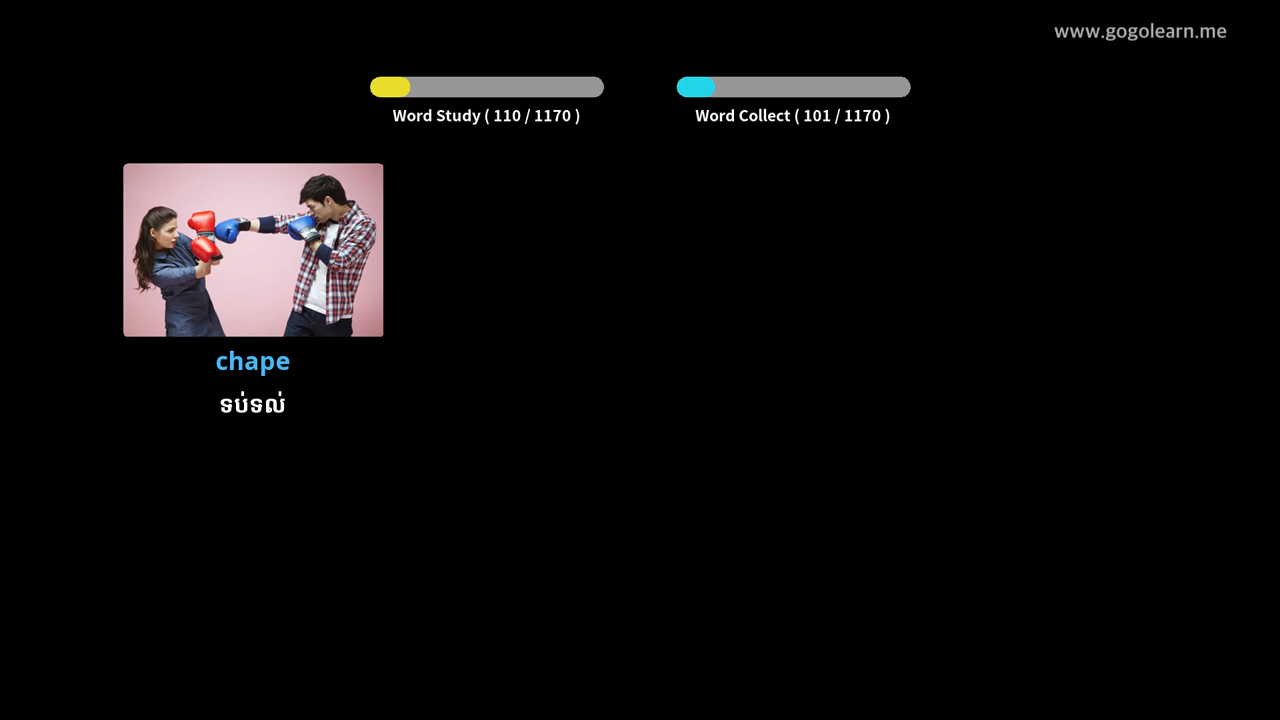 www.gogolearn.me
Word Study ( 110 / 1170 )
Word Collect ( 101 / 1170 )
chape
ទប់ទល់